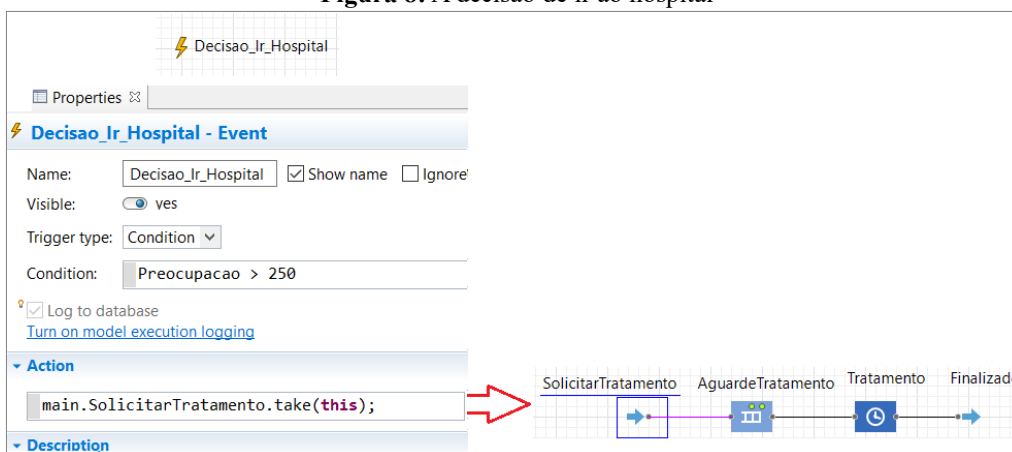 Figura 8. A decisão de ir ao hospital
Decisao_Ir_Hospital
Properties
Decisao_Ir_Hospital - Event
Name: Decisao_Ir_Hospital Show name Ignore
Visible: yes
Trigger type: Condition
Condition: Preocupacao > 250
Log to database
Turn on model execution logging
Action
main.SolicitarTratamento.take(this);
Description
SolicitarTratamento AguardeTratamento Tratamento Finalizad